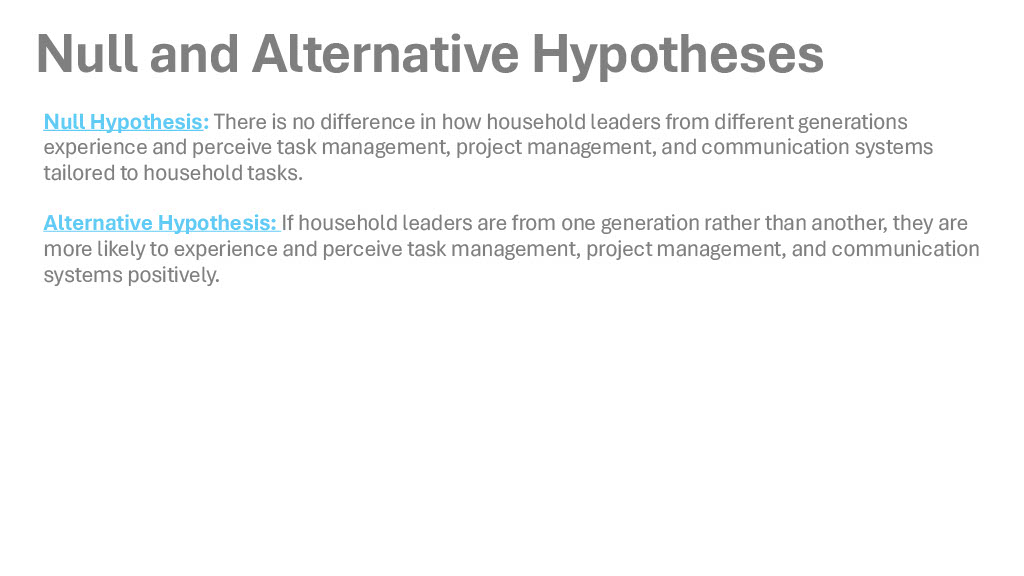 Null and Alternative Hypotheses
Null Hypothesis: There is no difference in how household leaders from different generations
experience and perceive task management, project management, and communication systems
tailored to household tasks.
Alternative Hypothesis: If household leaders are from one generation rather than another, they are
more likely to experience and perceive task management, project management, and communication
systems positively.